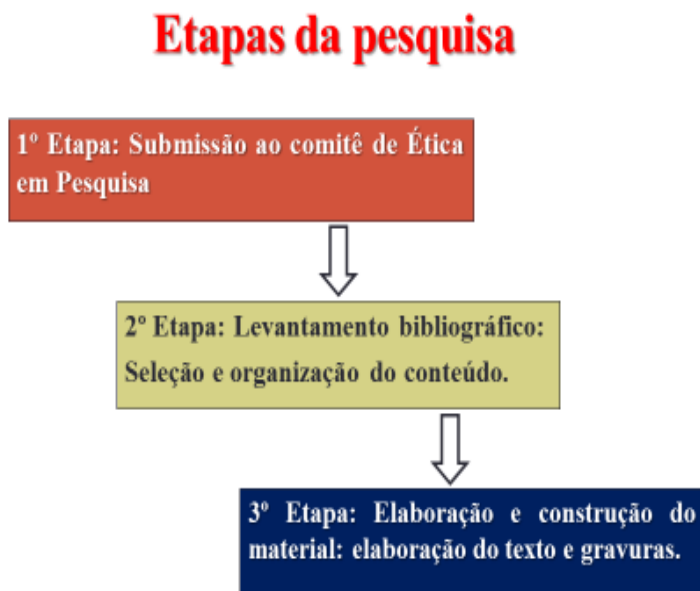 Etapas da pesquisa
1º Etapa: Submissão ao comitê de Ética
em Pesquisa
2º Etapa: Levantamento bibliográfico:
Seleção e organização do conteúdo.
3º Etapa: Elaboração e construção do
material: elaboração do texto e gravuras.